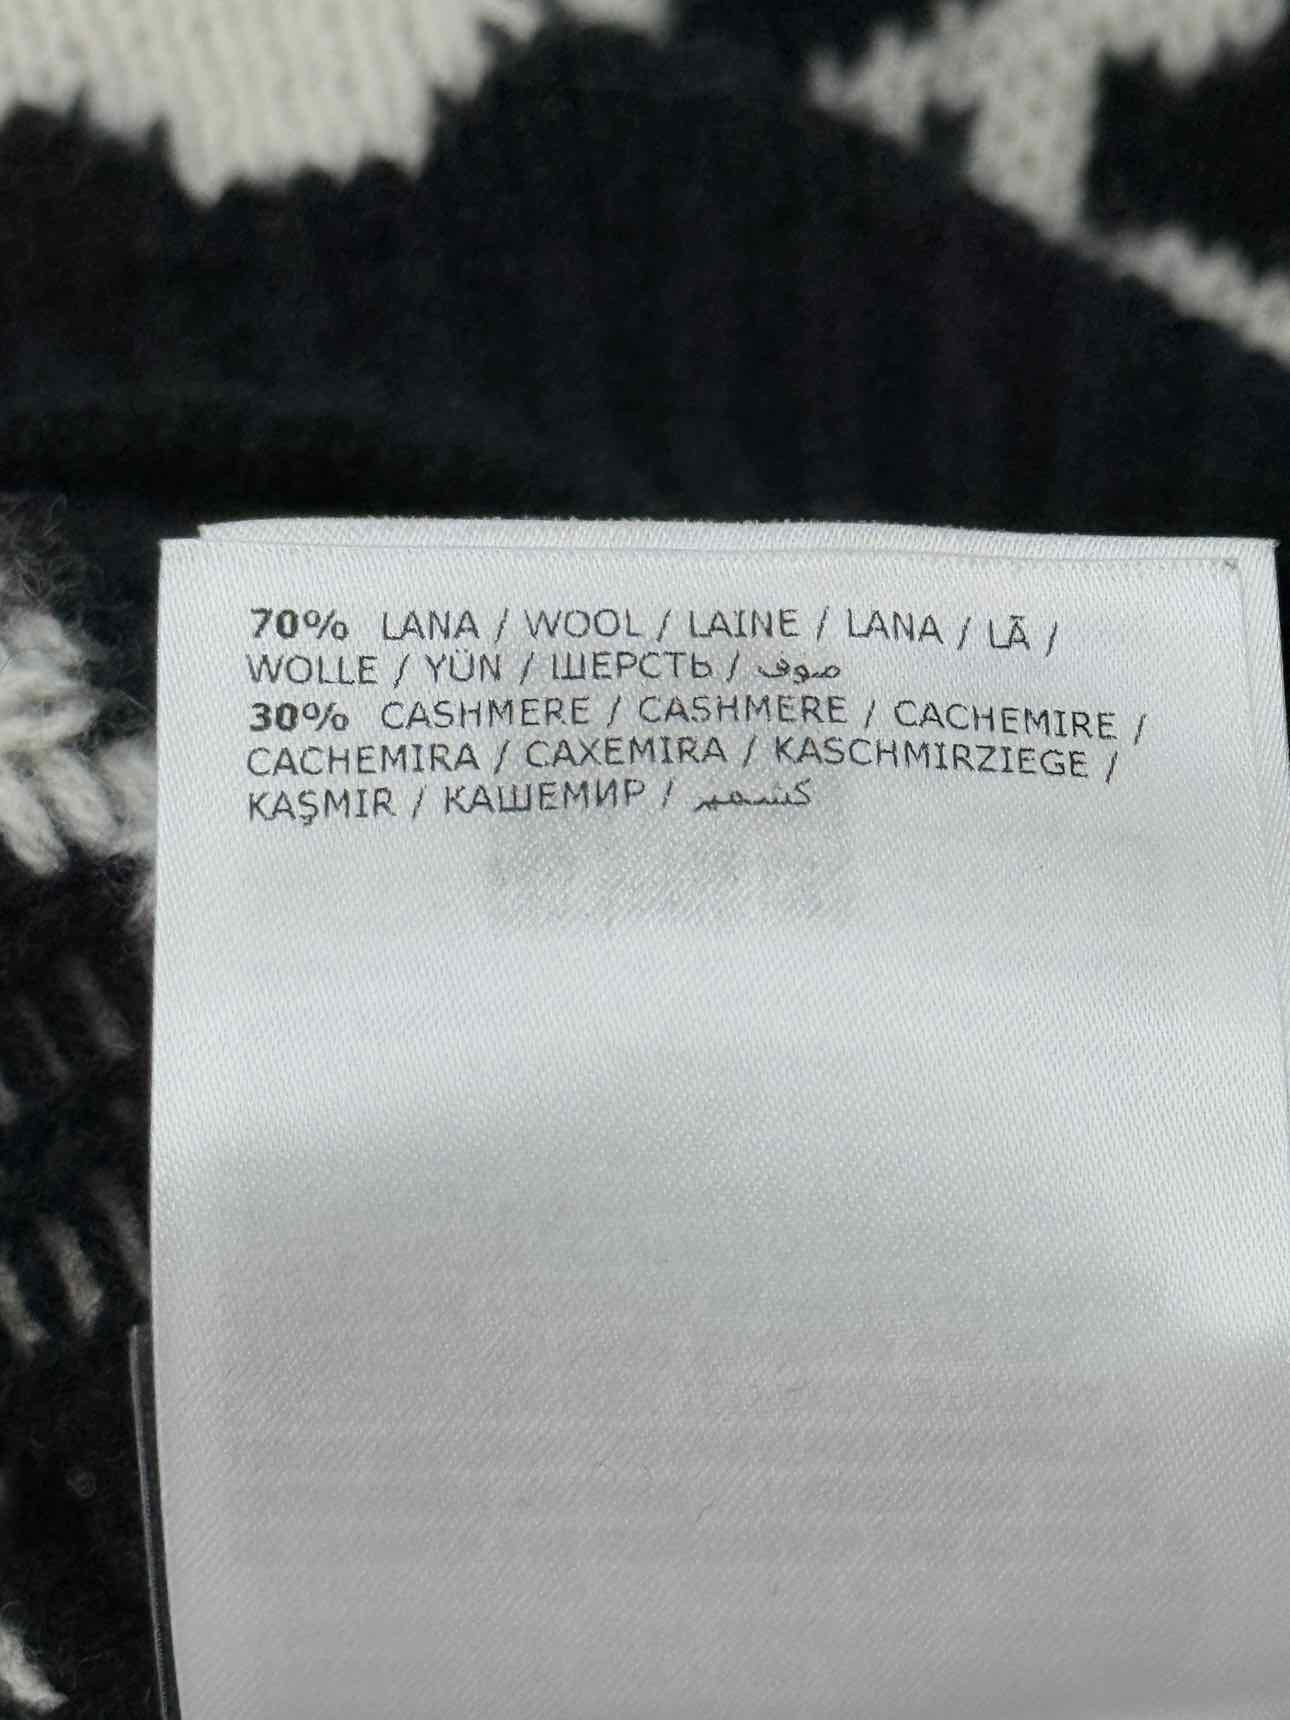 70% LANA / WOOL / LAINE / LANA / LÃ /
WOLLE / YÜN / ШЕРСТЬ / صوف
30% CASHMERE / CASHMERE / CACHEMIRE /
CACHEMIRA / CAXEMIRA / KASCHMIRZIEGE /
KAŞMIR / КАШЕМИР / كشمير